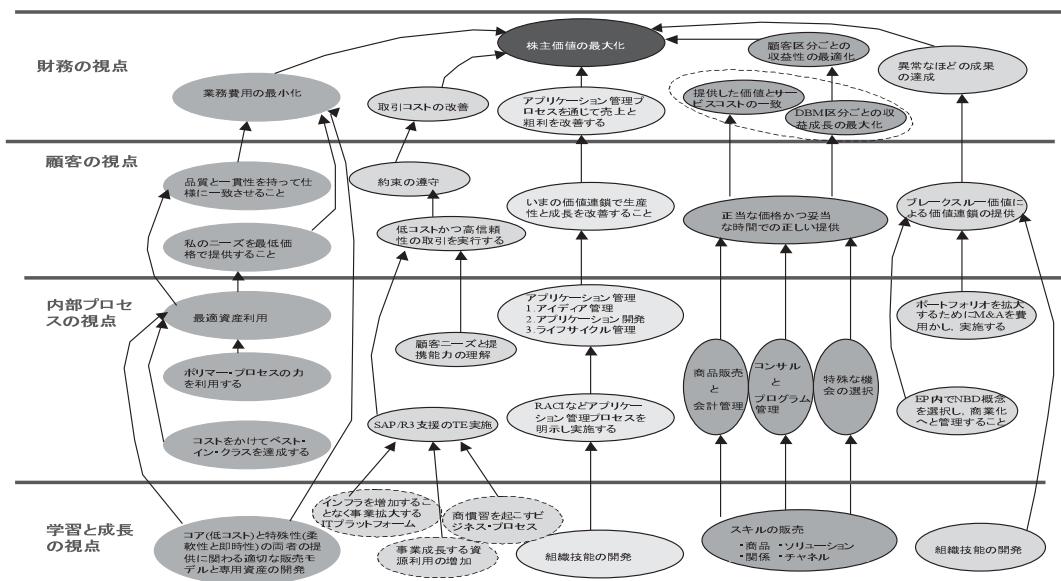 財務の視点
株主価値の最大化
業務費用の最小化
取引コストの改善
アプリケーション管理プ
ロセスを通じて売上と
粗利を改善する
顧客区分ごとの
収益性の最適化
提供した価値とサー
ビスコストの一致
DBM区分ごとの収
益成長の最大化
異常なほどの成果
の達成
顧客の視点
品質と一貫性を持って仕
様に一致させること
私のニーズを最低価
格で提供すること
約束の遵守
低コストかつ高信頼
性の取引を実行する
いまの価値連鎖で生産
性と成長を改善すること
正当な価格かつ妥当
な時間での正しい提供
ブレークスルー価値に
よる価値連鎖の提供
内部プロセ
スの視点
最適資産利用
ポリマー・プロセスの力
を利用する
コストをかけてベスト・
イン・クラスを達成する
顧客ニーズと提
携能力の理解
SAP/R3支援のTE実施
アプリケーション管理
1.アイディア管理
2.アプリケーション開発
3.ライフサイクル管理
RACIなどアプリケー
ション管理プロセスを
明示し実施する
商品販売
と
会計管理
コンサル
と
プログラム
管理
特殊な機
会の選択
ポートフォリオを拡大
するためにM&Aを費
用かし,実施する
EP内でNBD概念
を選択し,商業化
へと管理すること
学習と成長
の視点
コア(低コスト)と特殊性(柔
軟性と即時性)の両者の提
供に関わる適切な販売モ
デルと専用資産の開発
インフラを増加するこ
となく事業拡大する
ITプラットフォーム
事業成長する資
源利用の増加
商慣習を起こすビ
ジネス・プロセス
組織技能の開発
スキルの販売
・商品 ・ソリューション
・関係 ・チャネル
組織技能の開発